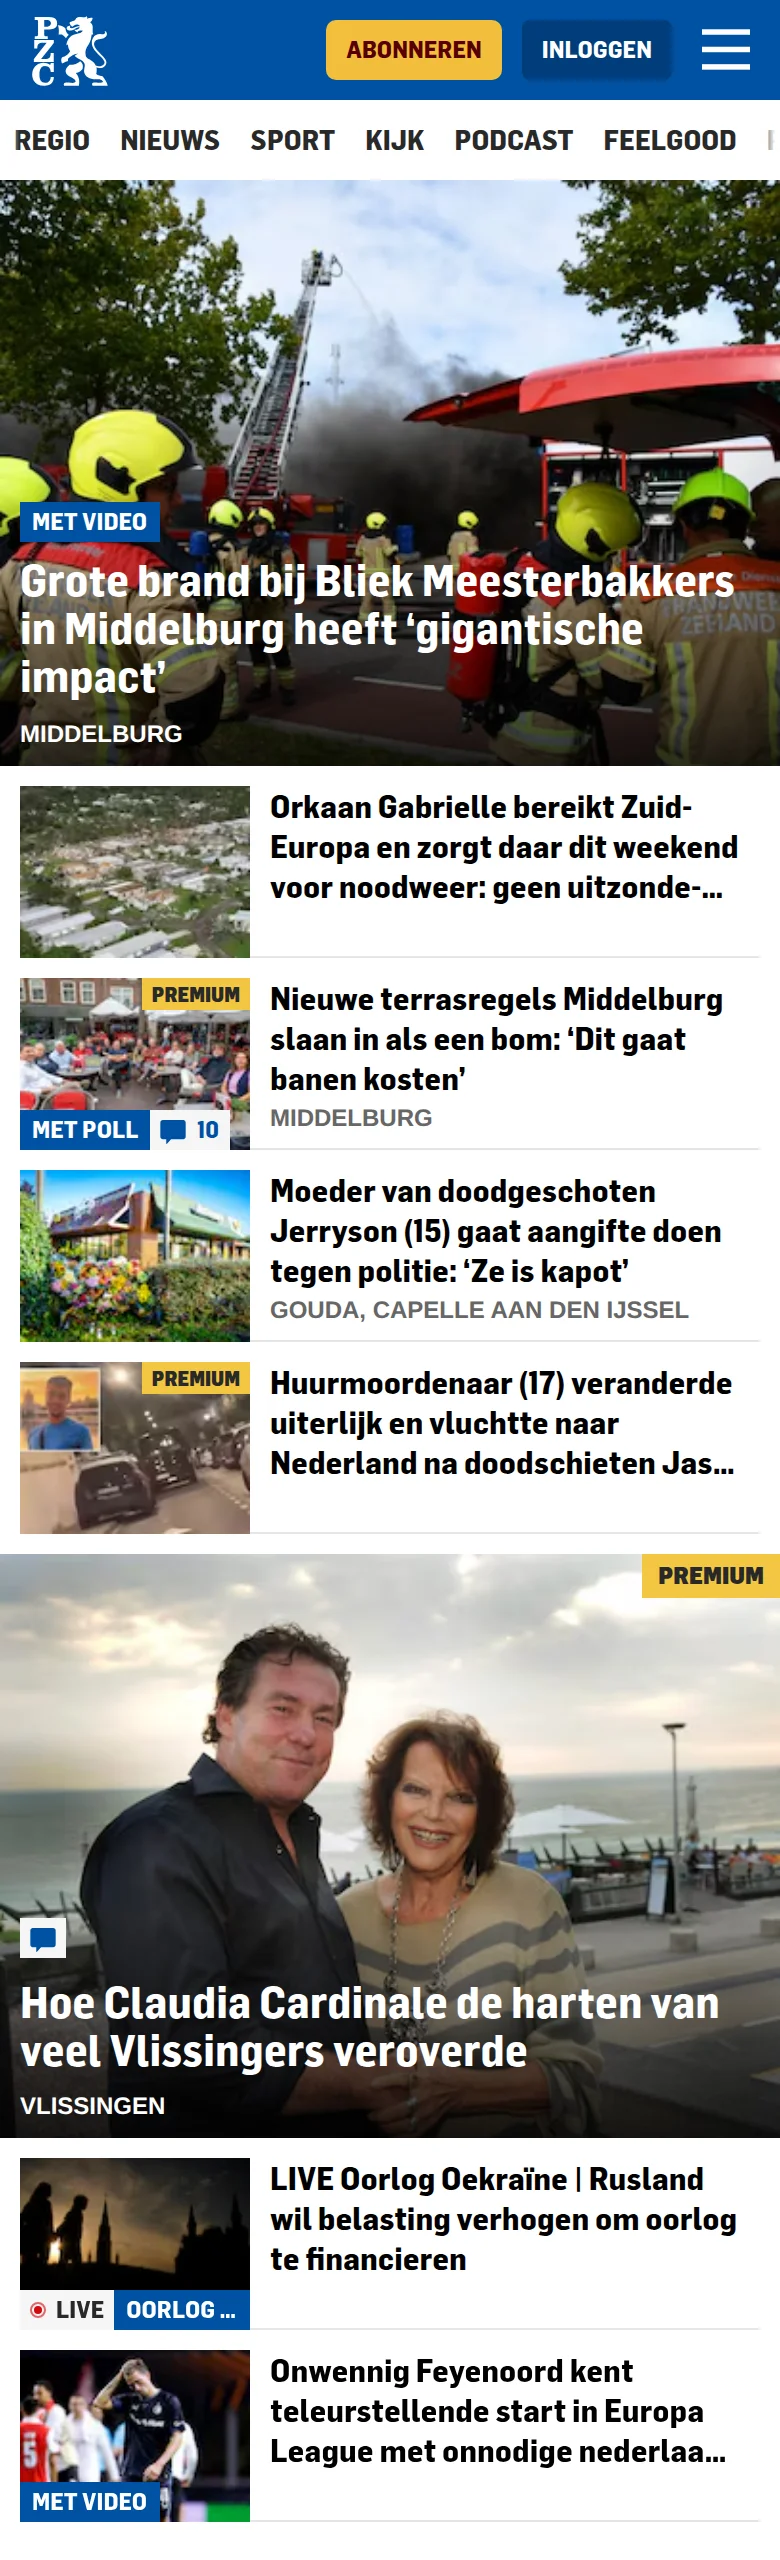 PZC
ABONNEREN
INLOGGEN
REGIO NIEUWS SPORT KIJK PODCAST FEELGOOD
MET VIDEO
Grote brand bij Bliek Meesterbakkers
in Middelburg heeft ‘gigantische
impact’
MIDDELBURG
BRANDWEER
ZEELAND
Orkaan Gabrielle bereikt Zuid-
Europa en zorgt daar dit weekend
voor noodweer: geen uitzonde-...
PREMIUM
MET POLL
10
Nieuwe terrasregels Middelburg
slaan in als een bom: ‘Dit gaat
banen kosten’
MIDDELBURG
Moeder van doodgeschoten
Jerryson (15) gaat aangifte doen
tegen politie: ‘Ze is kapot’
GOUDA, CAPELLE AAN DEN IJSSEL
PREMIUM
Huurmoordenaar (17) veranderde
uiterlijk en vluchtte naar
Nederland na doodschieten Jas...
PREMIUM
Hoe Claudia Cardinale de harten van
veel Vlissingers veroverde
VLISSINGEN
LIVE OORLOG ...
LIVE Oorlog Oekraïne | Rusland
wil belasting verhogen om oorlog
te financieren
5
MET VIDEO
Onwennig Feyenoord kent
teleurstellende start in Europa
League met onnodige nederlaa...